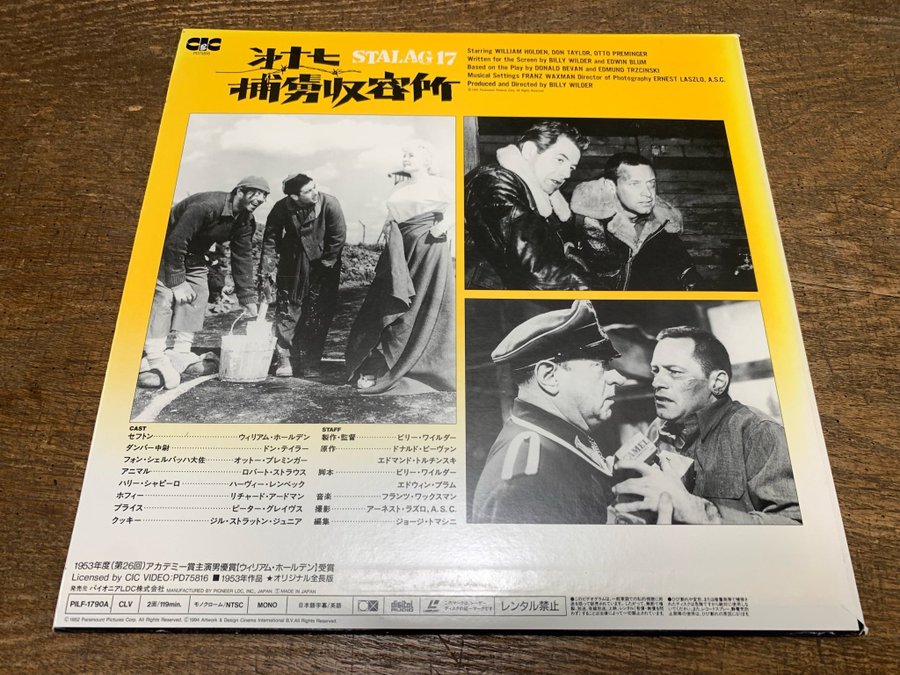 CIC
PD75816
第十七
STALAG 17
捕虜収容所
Starring WILLIAM HOLDEN, DON TAYLOR, OTTO PREMINGER
Written for the Screen by BILLY WILDER and EDWIN BLUM
Based on the Play by DONALD BEVAN and EDMUND TRZCINSKI
Musical Settings FRANZ WAXMAN Director of Photography ERNEST LASZLO, A.S.C.
Produced and Directed by BILLY WILDER
CAMEL
CAST
セフトン ウィリアム・ホールデン
ダンバー中尉 ドン・テイラー
フォン・シェルバッハ大佐 オットー・プレミンガー
アニマル ロバート・ストラウス
ハリー・シャピーロ ハーヴィー・レンベック
ホフィー リチャード・アードマン
プライス ピーター・グレイヴス
クッキー ジル・ストラットン・ジュニア
STAFF
製作・監督 ビリー・ワイルダー
原作 ドナルド・ビーヴァン
エドマンド・トルチンスキ
脚本 ビリー・ワイルダー
エドウィン・ブラム
音楽 フランツ・ワックスマン
撮影 アーネスト・ラズロ, A.S.C.
編集 ジョージ・トマシニ
1953年度(第26回)アカデミー賞主演男優賞[ウィリアム・ホールデン]受賞
Licensed by CIC VIDEO:PD75816 ■1953年作品 ★オリジナル全長版
発売元 パイオニアLDC株式会社 MANUFACTURED BY PIONEER LDC, INC. JAPAN MADE IN JAPAN
PILF-1790A CLV 2面/119min. モノクローム/NTSC MONO 日本語字幕/英語 レンタル禁止
©1952 Paramount Pictures Corp. All Rights Reserved. ©1994 Artwork & Design Cinema International B.V. All Rights Reserved.